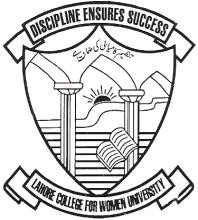 DISCIPLINE ENSURES SUCCESS
LAHORE COLLEGE FOR WOMEN UNIVERSITY